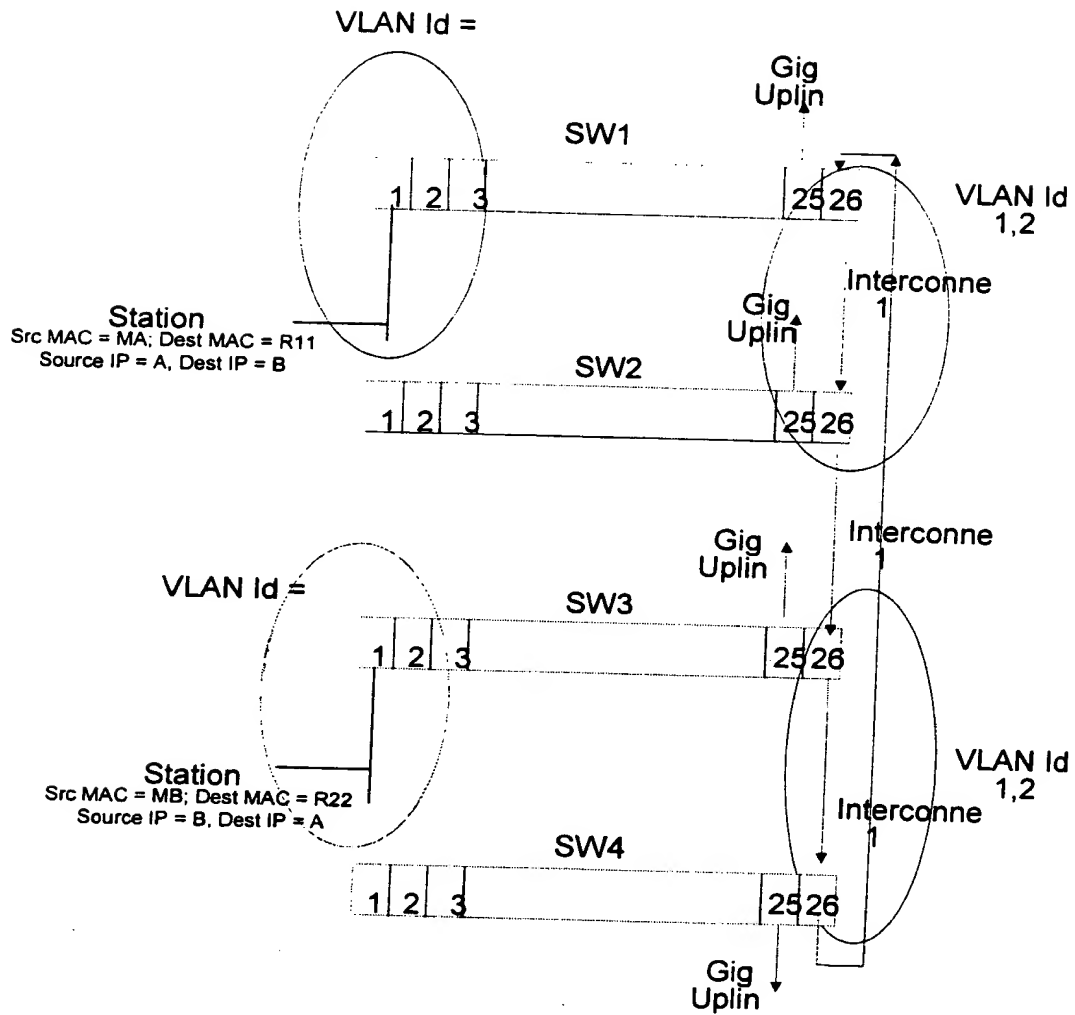 VLAN Id =
Gig
Uplin
SW1
1 2 3 25 26
VLAN Id
1,2
Interconne
1
Station
Src MAC = MA; Dest MAC = R11
Source IP = A, Dest IP = B
Gig
Uplin
SW2
1 2 3 25 26
Interconne
1
Gig
Uplin
VLAN Id =
SW3
1 2 3 25 26
VLAN Id
1,2
Station
Src MAC = MB; Dest MAC = R22
Source IP = B, Dest IP = A
Interconne
1
SW4
1 2 3 25 26
Gig
Uplin